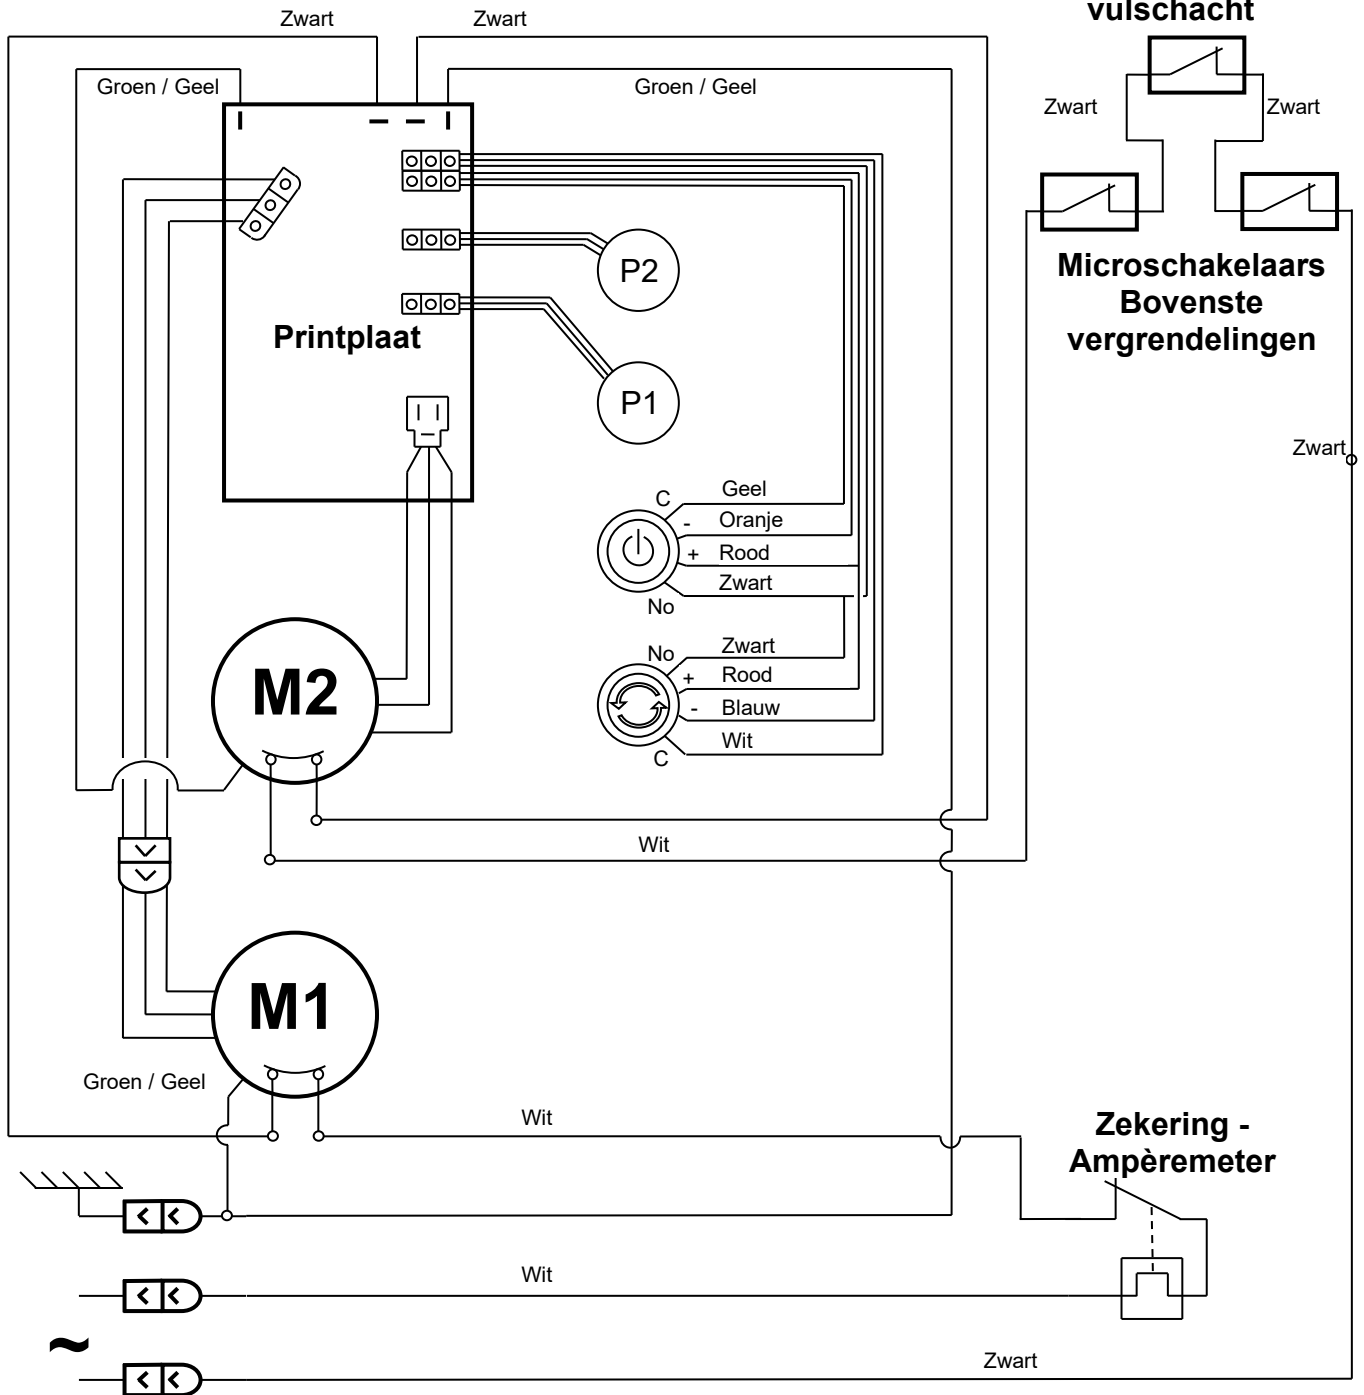 vulschacht
Zwart
Zwart
Groen / Geel
Groen / Geel
Zwart
Zwart
P2
Microschakelaars
Bovenste
vergrendelingen
Printplaat
P1
Zwart
C
Geel
-
Oranje
+
Rood
Zwart
No
No
Zwart
+
Rood
-
Blauw
Wit
C
M2
Wit
M1
Groen / Geel
Wit
Zekering -
Ampèremeter
Wit
~
Zwart